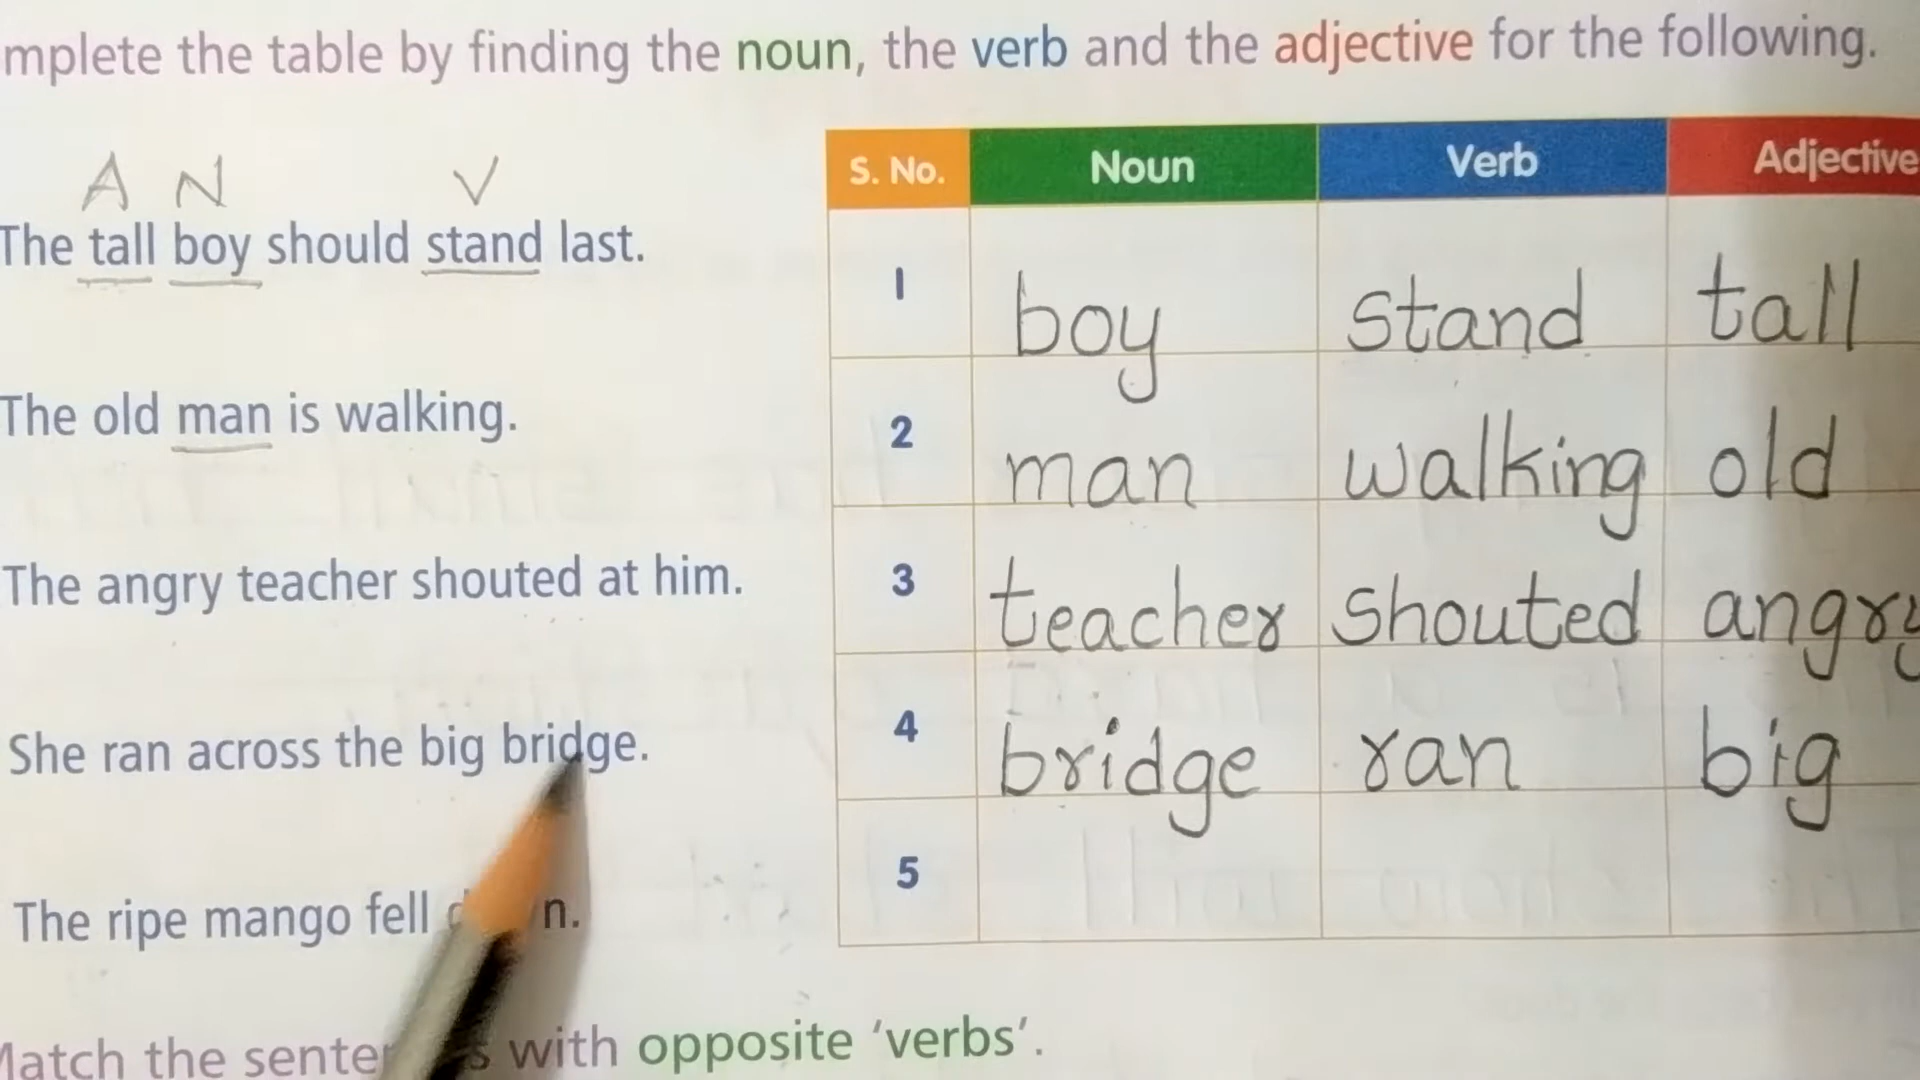 mplete the table by finding the noun, the verb and the adjective for the following.
A N V
The tall boy should stand last.
The old man is walking.
The angry teacher shouted at him.
She ran across the big bridge.
The ripe mango fell n.
S. No. Noun Verb Adjective
1 boy stand tall
2 man walking old
3 teacher shouted angry
4 bridge ran big
5
Match the with opposite 'verbs'.